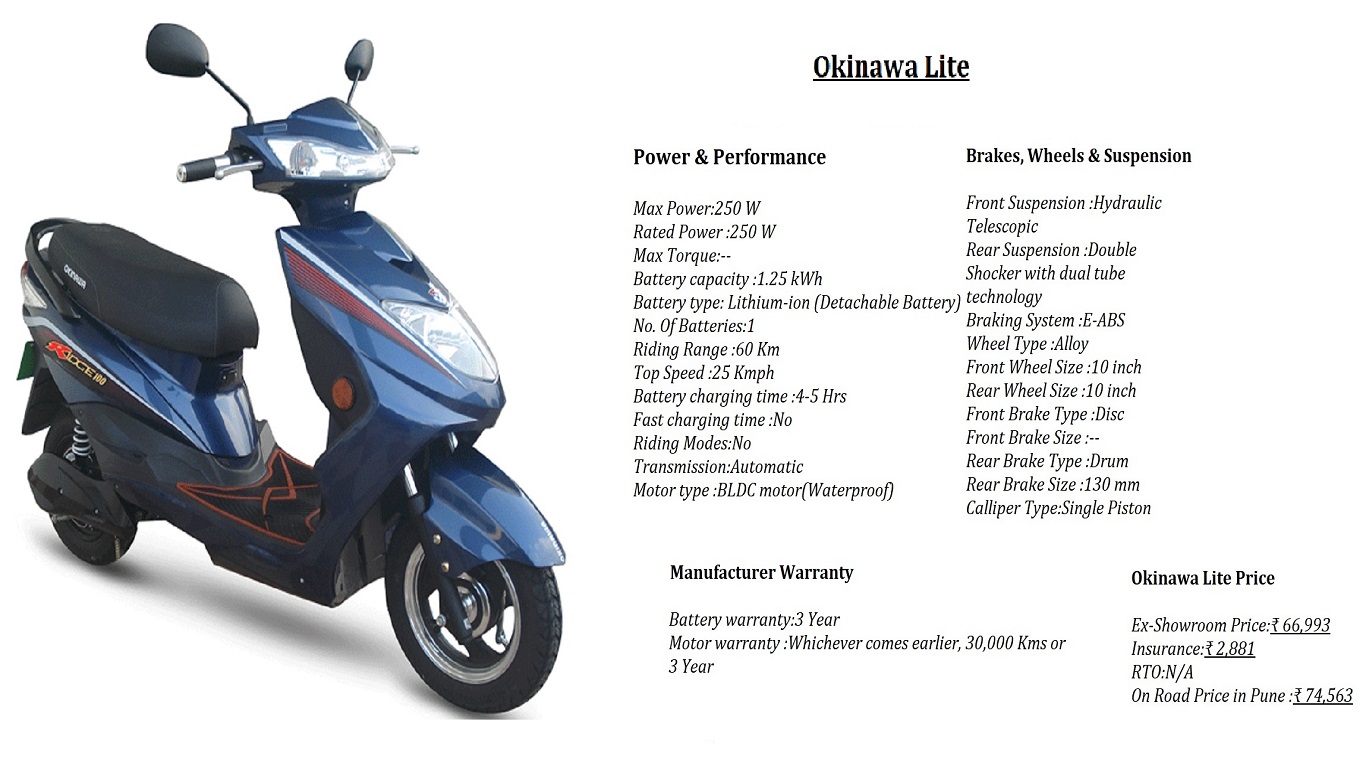 Okinawa Lite
Power & Performance
Max Power:250 W
Rated Power :250 W
Max Torque:--
Battery capacity :1.25 kWh
Battery type: Lithium-ion (Detachable Battery)
No. Of Batteries:1
Riding Range :60 Km
Top Speed :25 Kmph
Battery charging time :4-5 Hrs
Fast charging time :No
Riding Modes:No
Transmission:Automatic
Motor type :BLDC motor(Waterproof)
Brakes, Wheels & Suspension
Front Suspension :Hydraulic
Telescopic
Rear Suspension :Double
Shocker with dual tube
technology
Braking System :E-ABS
Wheel Type :Alloy
Front Wheel Size :10 inch
Rear Wheel Size :10 inch
Front Brake Type :Disc
Front Brake Size :--
Rear Brake Type :Drum
Rear Brake Size :130 mm
Calliper Type:Single Piston
Manufacturer Warranty
Battery warranty:3 Year
Motor warranty :Whichever comes earlier, 30,000 Kms or
3 Year
Okinawa Lite Price
Ex-Showroom Price:₹ 66,993
Insurance:₹ 2,881
RTO:N/A
On Road Price in Pune :₹ 74,563
OKINAWA
RIDGE 100